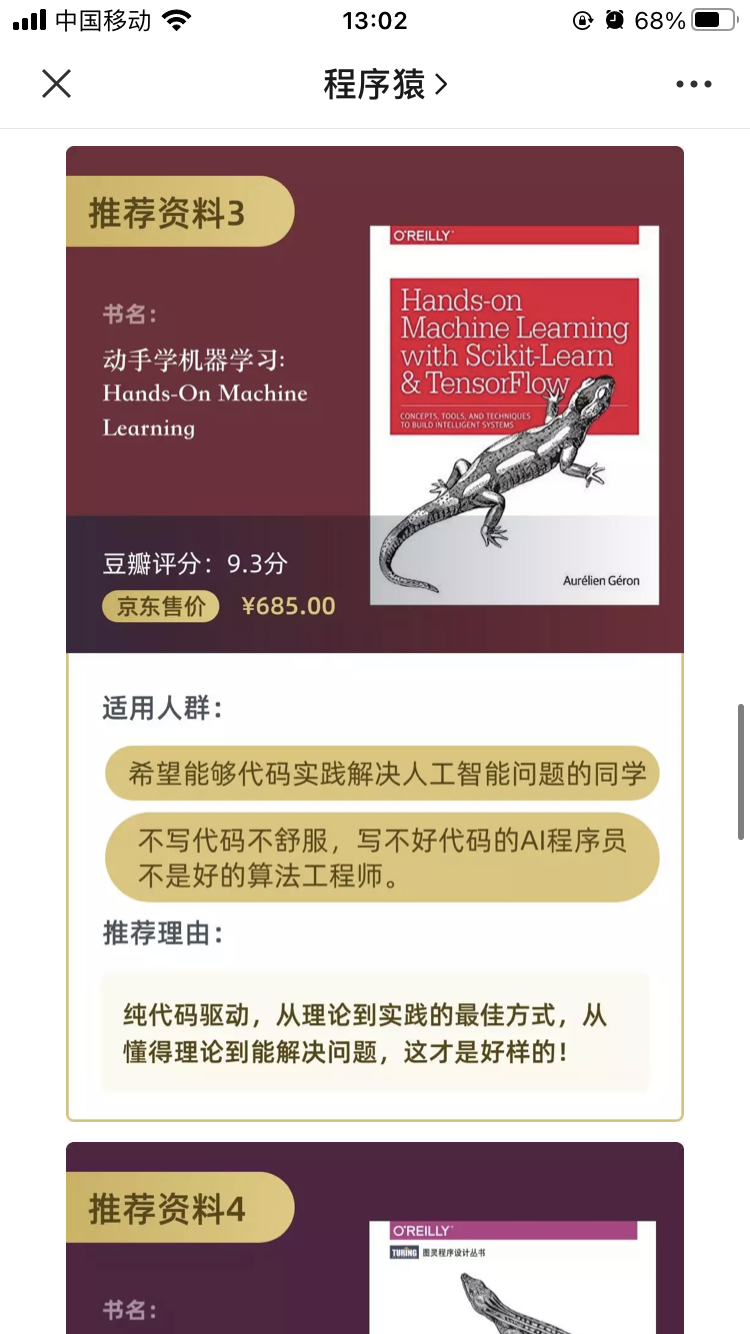 中国移动
13:02
68%
程序猿
推荐资料3
书名：
动手学机器学习:
Hands-On Machine
Learning
豆瓣评分：9.3分
京东售价 ¥685.00
O'REILLY
Hands-on
Machine Learning
with Scikit-Learn
& TensorFlow
CONCEPTS, TOOLS, AND TECHNIQUES
TO BUILD INTELLIGENT SYSTEMS
Aurélien Géron
适用人群：
希望能够代码实践解决人工智能问题的同学
不写代码不舒服，写不好代码的AI程序员
不是好的算法工程师。
推荐理由：
纯代码驱动，从理论到实践的最佳方式，从
懂得理论到能解决问题，这才是好样的！
推荐资料4
书名：
O'REILLY
TURING 图灵程序设计丛书